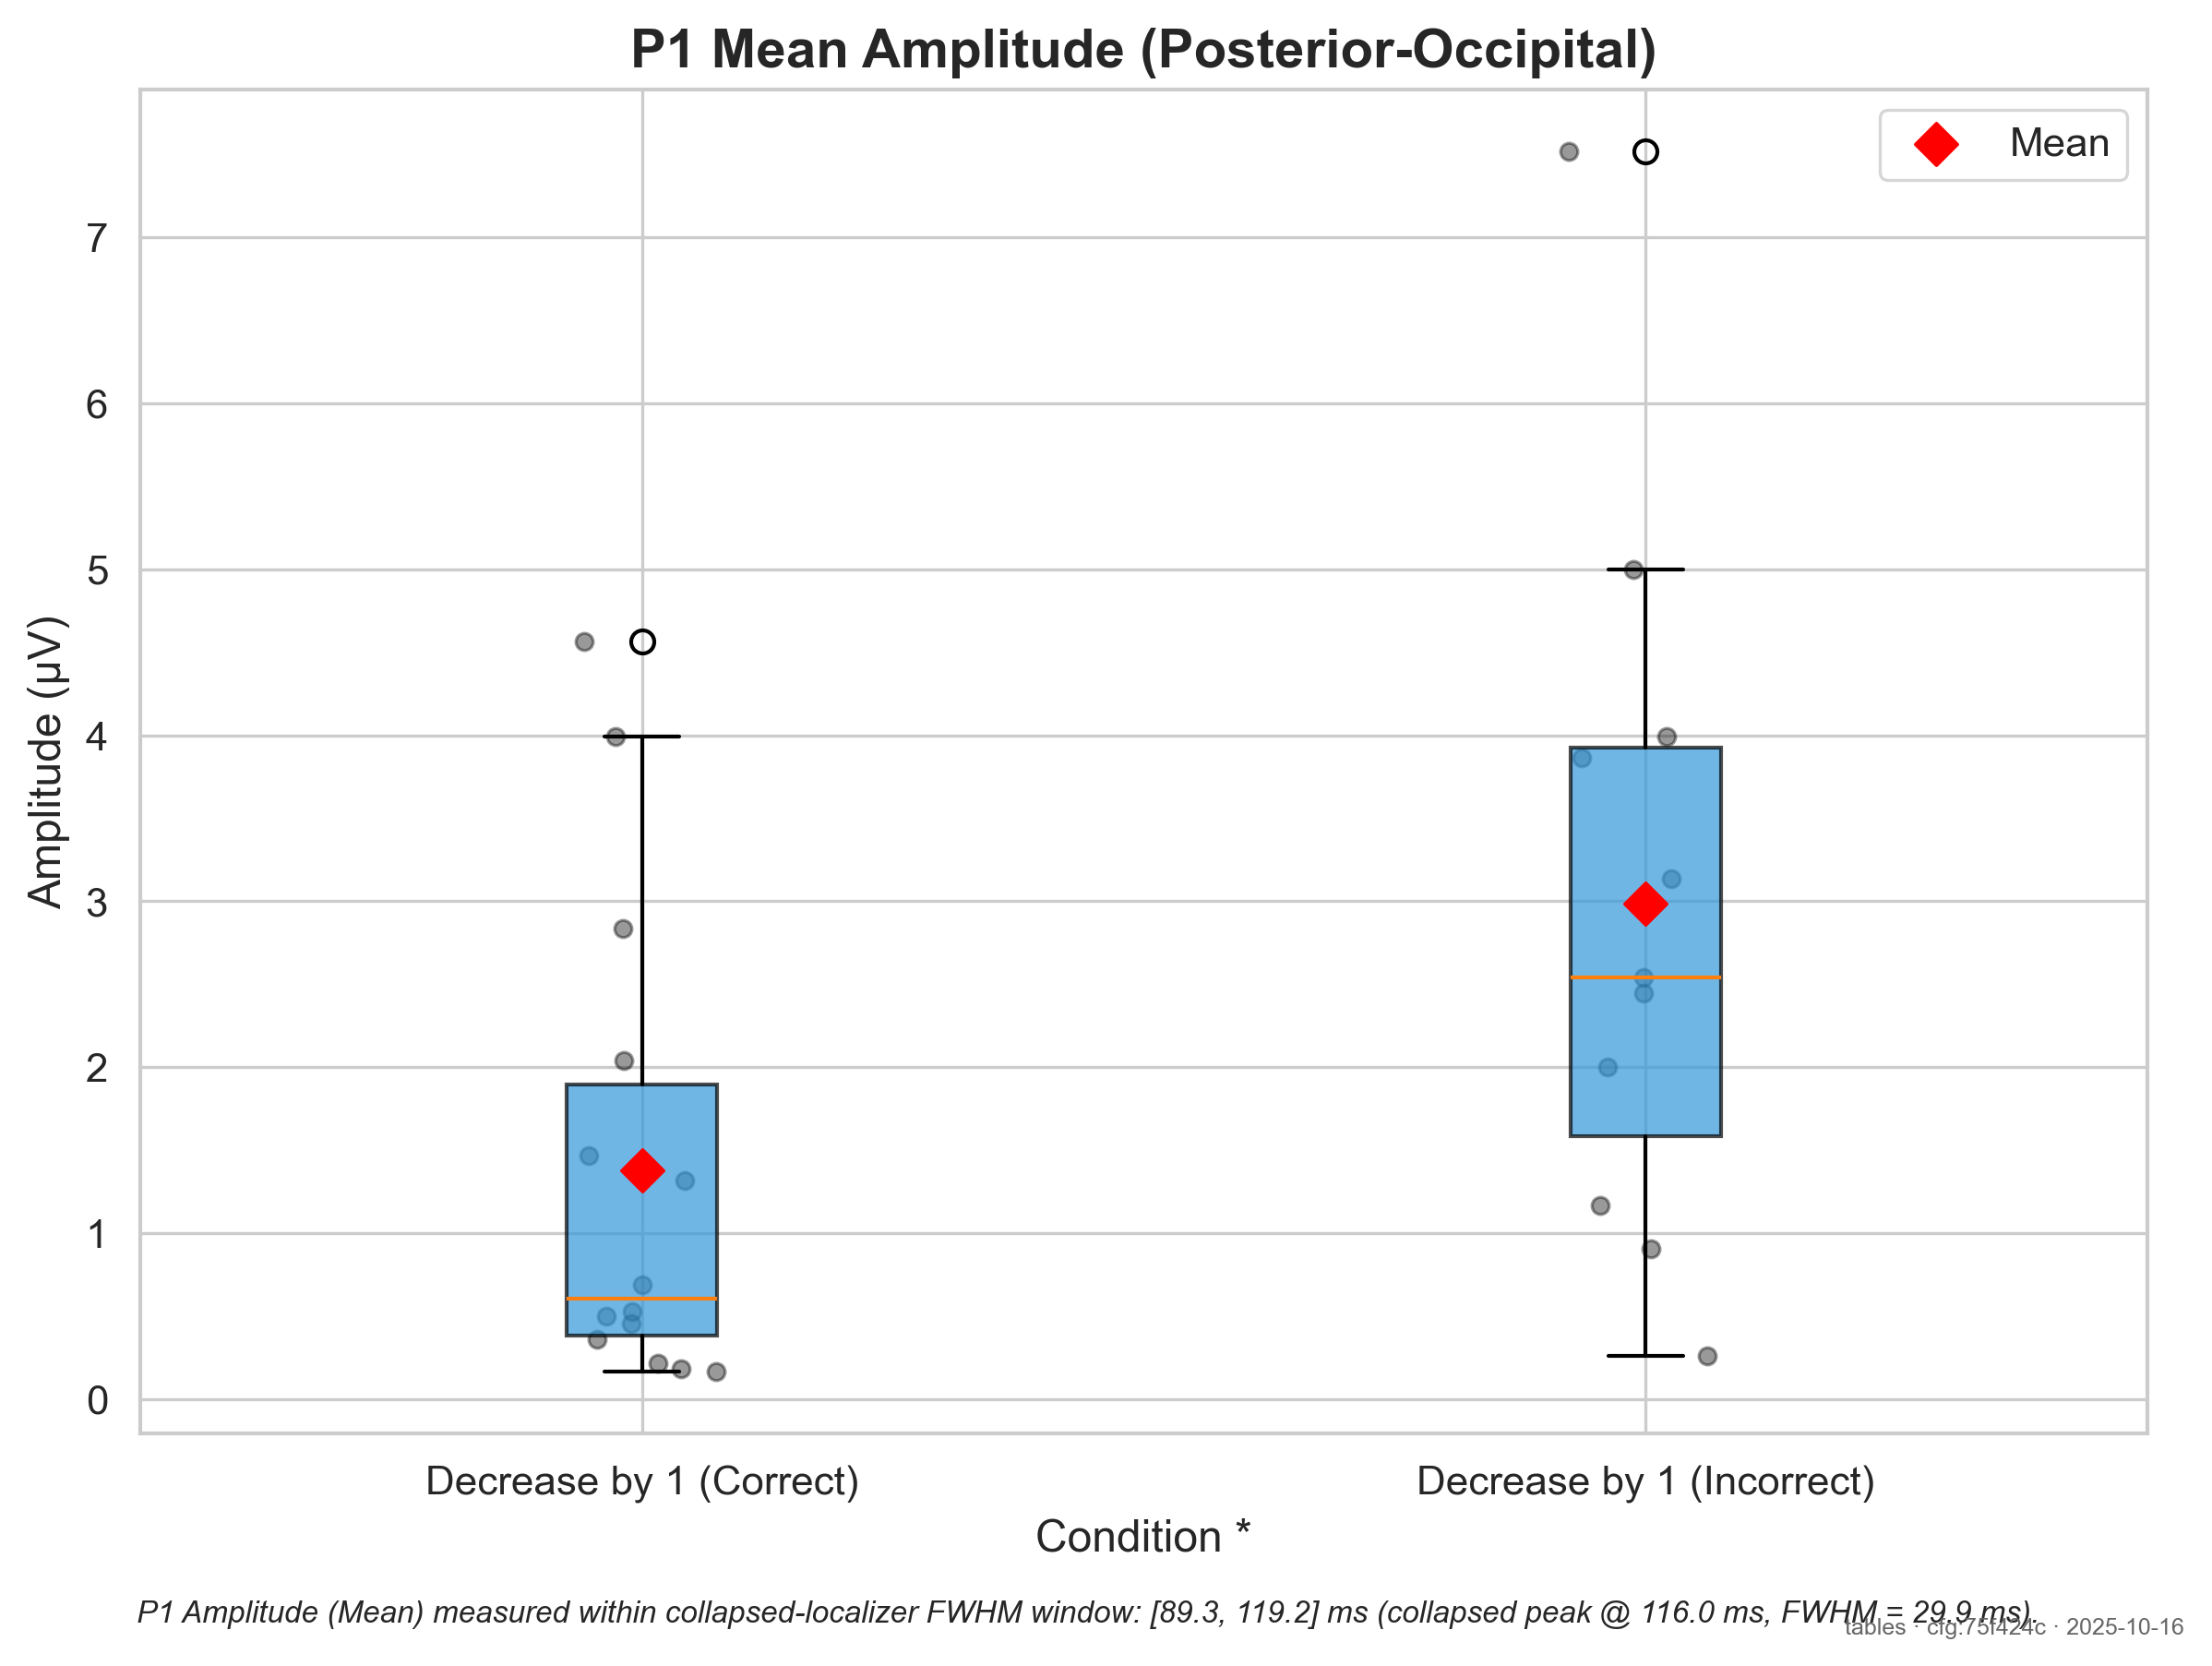 P1 Mean Amplitude (Posterior-Occipital)
Mean
7
6
5
4
3
2
1
0
Amplitude (µV)
Decrease by 1 (Correct)
Decrease by 1 (Incorrect)
Condition *
P1 Amplitude (Mean) measured within collapsed-localizer FWHM window: [89.3, 119.2] ms (collapsed peak @ 116.0 ms, FWHM = 29.9 ms).
tables · cfg:75f424c · 2025-10-16